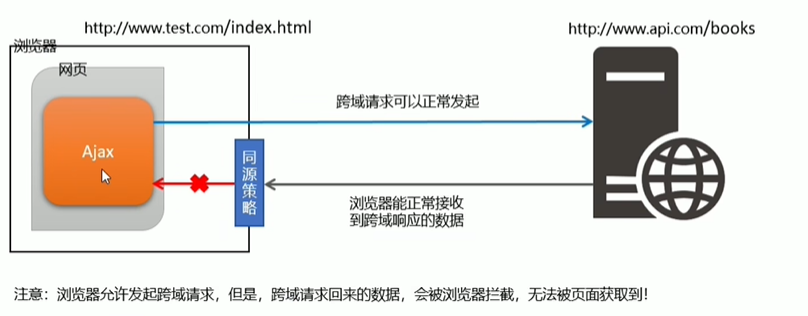 http://www.test.com/index.html
http://www.api.com/books
浏览器
网页
跨域请求可以正常发起
Ajax
同源策略
浏览器能正常接收
到跨域响应的数据
注意：浏览器允许发起跨域请求，但是，跨域请求回来的数据，会被浏览器拦截，无法被页面获取到！